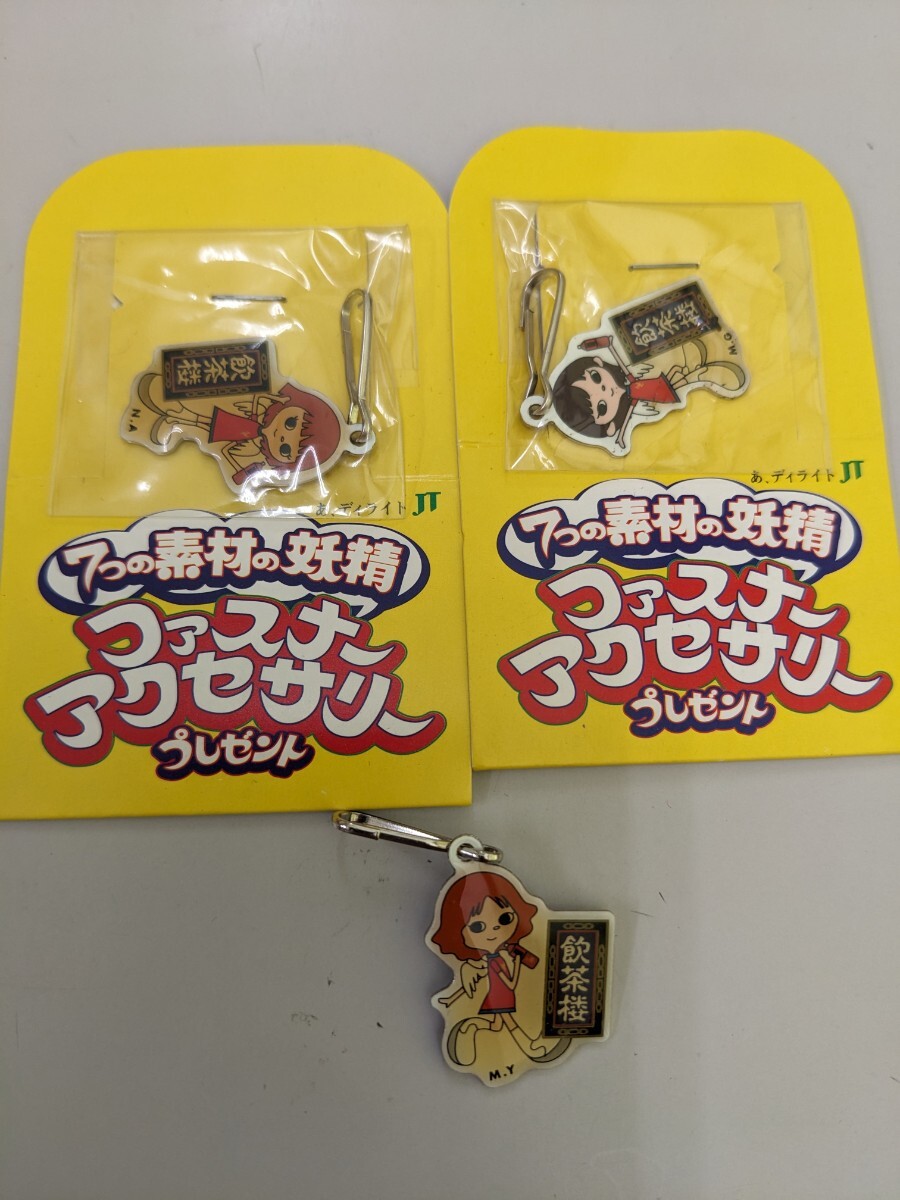 飲茶楼
N.A
あ、ディライト JT
7つの素材の妖精
ファスナー
アクセサリー
プレゼント
飲茶楼
M.G
あ、ディライト JT
7つの素材の妖精
ファスナー
アクセサリー
プレゼント
飲茶楼
M.Y